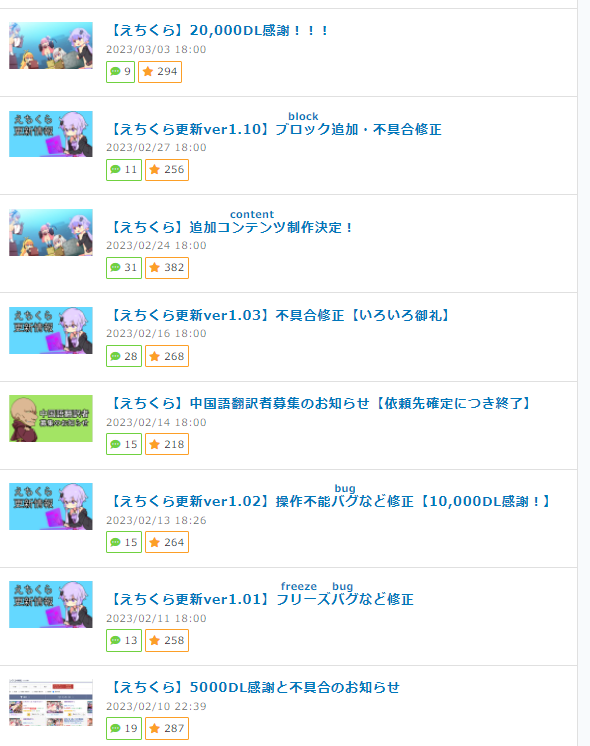 【えちくら】20,000DL感謝！！！
2023/03/03 18:00
9 294
えちくら
更新情報
block
【えちくら更新ver1.10】ブロック追加・不具合修正
2023/02/27 18:00
11 256
content
【えちくら】追加コンテンツ制作決定！
2023/02/24 18:00
31 382
えちくら
更新情報
【えちくら更新ver1.03】不具合修正【いろいろ御礼】
2023/02/16 18:00
28 268
中国語翻訳者
募集のお知らせ
【えちくら】中国語翻訳者募集のお知らせ【依頼先確定につき終了】
2023/02/14 18:00
15 218
えちくら
更新情報
bug
【えちくら更新ver1.02】操作不能バグなど修正【10,000DL感謝！】
2023/02/13 18:26
15 264
えちくら
更新情報
freeze bug
【えちくら更新ver1.01】フリーズバグなど修正
2023/02/11 18:00
13 258
【えちくら】5000DL感謝と不具合のお知らせ
2023/02/10 22:39
19 287